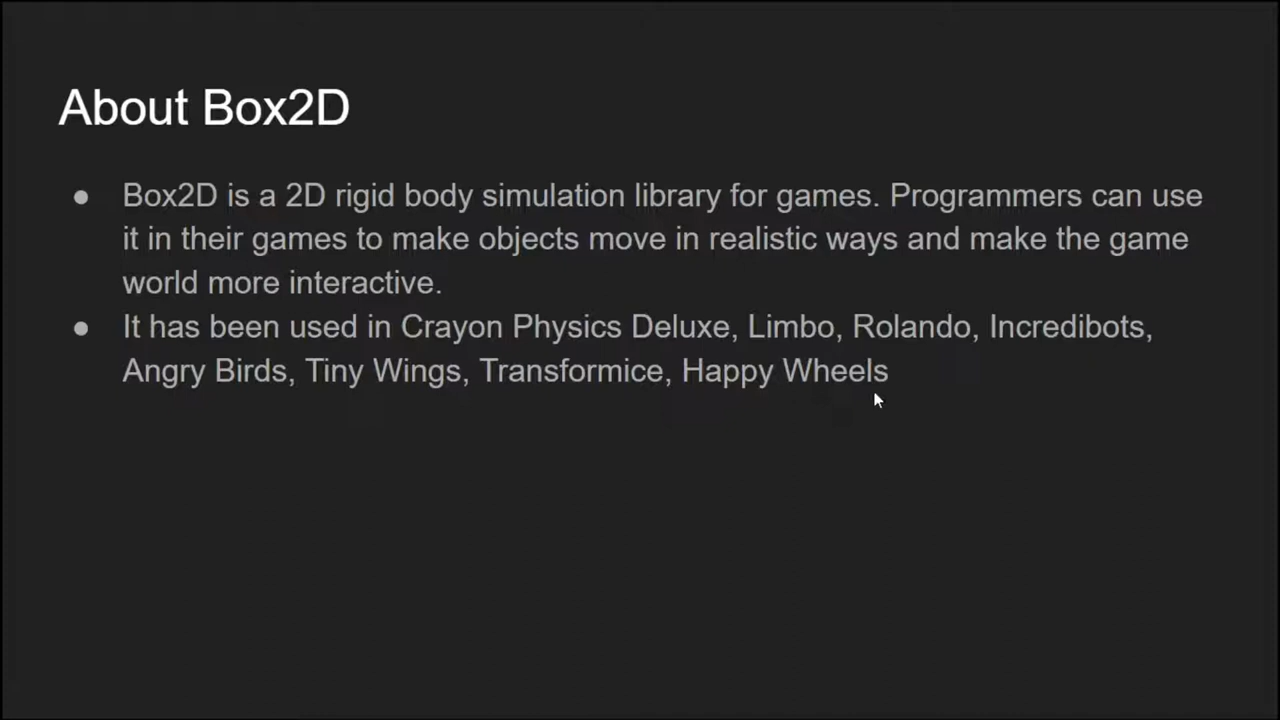 About Box2D
● Box2D is a 2D rigid body simulation library for games. Programmers can use
it in their games to make objects move in realistic ways and make the game
world more interactive.
● It has been used in Crayon Physics Deluxe, Limbo, Rolando, Incredibots,
Angry Birds, Tiny Wings, Transformice, Happy Wheels